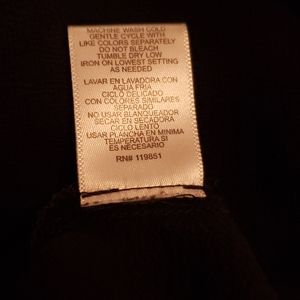 MACHINE WASH COLD
GENTLE CYCLE WITH
LIKE COLORS SEPARATELY
DO NOT BLEACH
TUMBLE DRY LOW
IRON ON LOWEST SETTING
AS NEEDED
LAVAR EN LAVADORA CON
AGUA FRIA
CICLO DELICADO
CON COLORES SIMILARES
SEPARADO
NO USAR BLANQUEADOR
SECAR EN SECADORA
CICLO LENTO
USAR PLANCHA EN MINIMA
TEMPERATURA SI
ES NECESARIO
RN# 119851